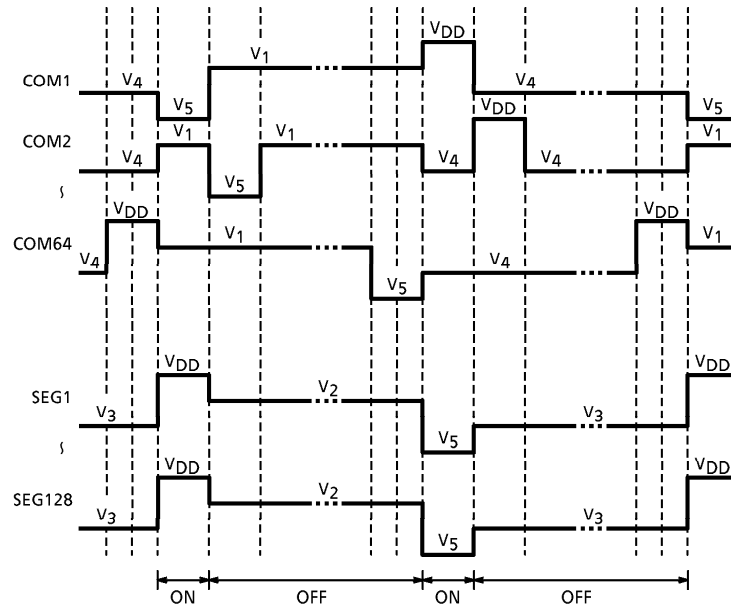 VDD
COM1 V4 V5 V1 V4 V5
VDD
COM2 V4 V1 V5 V1 V4 V4 V1
VDD VDD
COM64 V4 V1 V5 V4 V1
VDD VDD
SEG1 V3 V2 V5 V3
VDD VDD
SEG128 V3 V2 V5 V3
ON OFF ON OFF